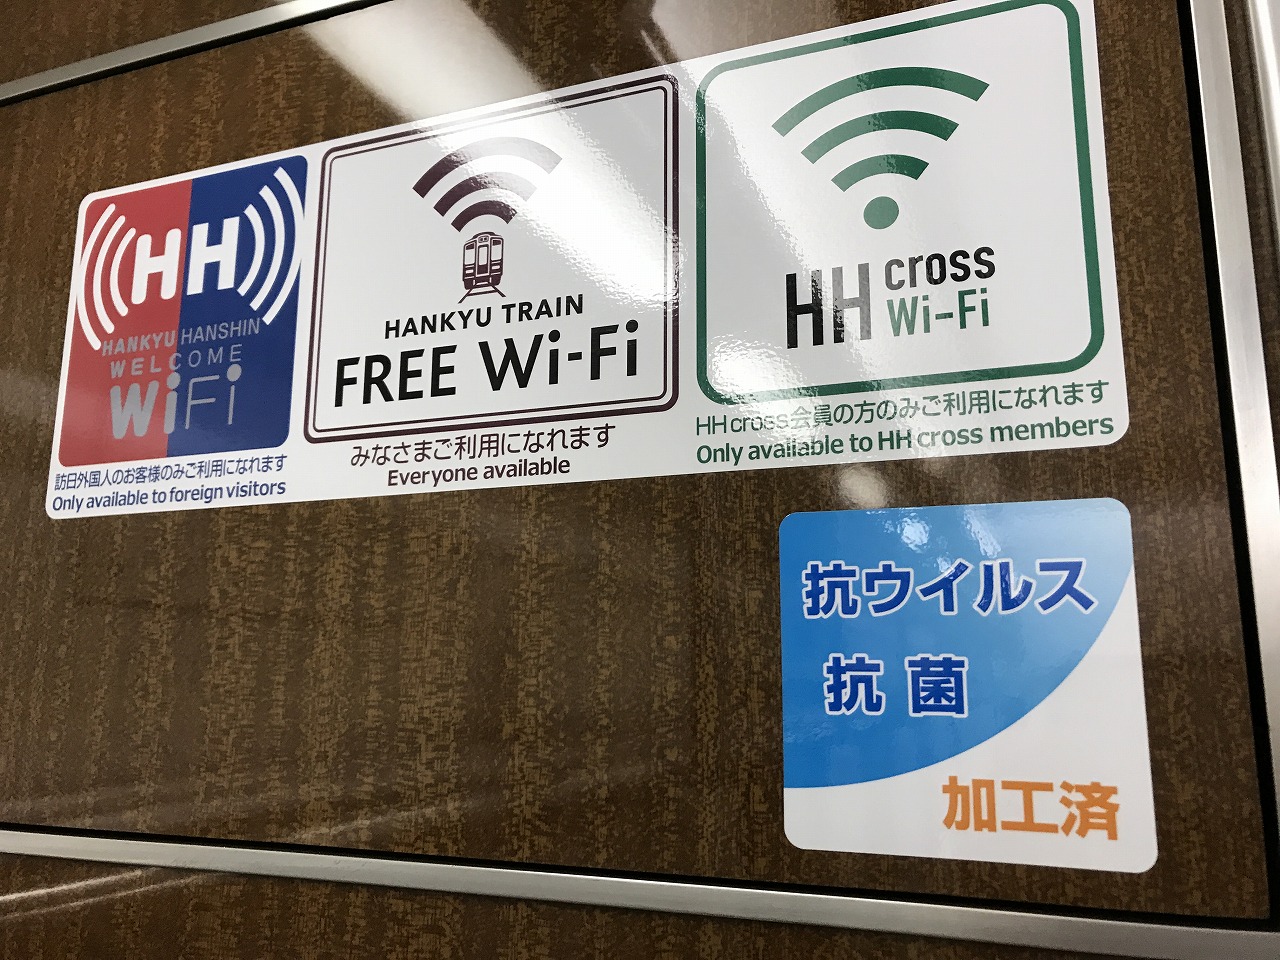 HH
HANKYU HANSHIN
WELCOME
WiFi
訪日外国人のお客様のみご利用になれます
Only available to foreign visitors
HANKYU TRAIN
FREE Wi-Fi
みなさまご利用になれます
Everyone available
HH cross
Wi-Fi
HH cross会員の方のみご利用になれます
Only available to HH cross members
抗ウイルス
抗菌
加工済